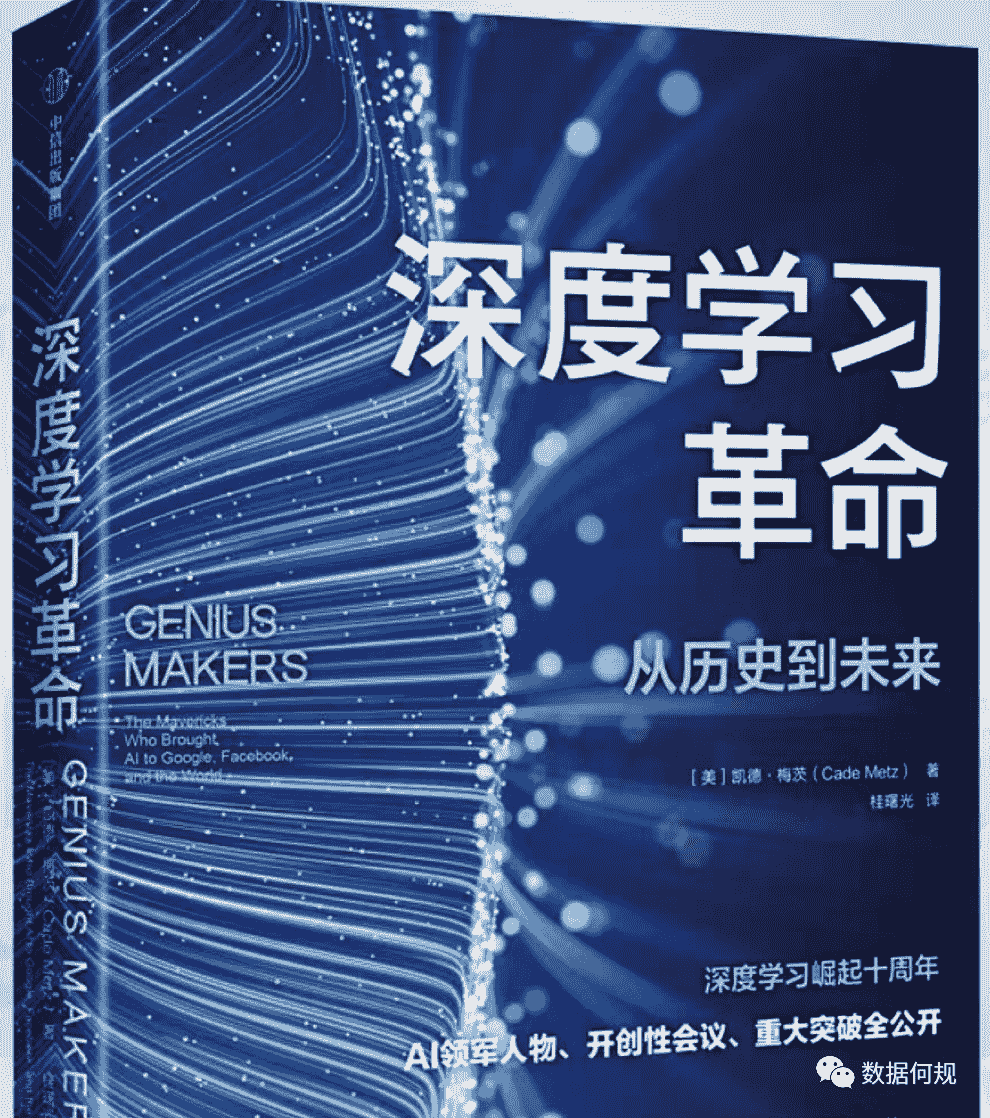 中信出版集团
深度学习革命
GENIUS MAKER
深度学习
革命
从历史到未来
GENIUS
MAKERS
The Mavericks
Who Brought
AI to Google, Facebook,
and the World
[美] 凯德·梅茨（Cade Metz） 著
桂曙光 译
深度学习崛起十周年
AI领军人物、开创性会议、重大突破全公开
数据何规